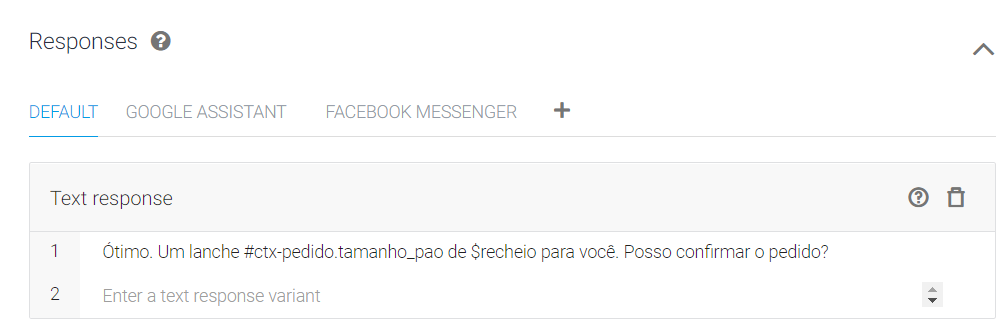 Responses
DEFAULT GOOGLE ASSISTANT FACEBOOK MESSENGER
Text response
1 Ótimo. Um lanche #ctx-pedido.tamanho_pao de $recheio para você. Posso confirmar o pedido?
2 Enter a text response variant